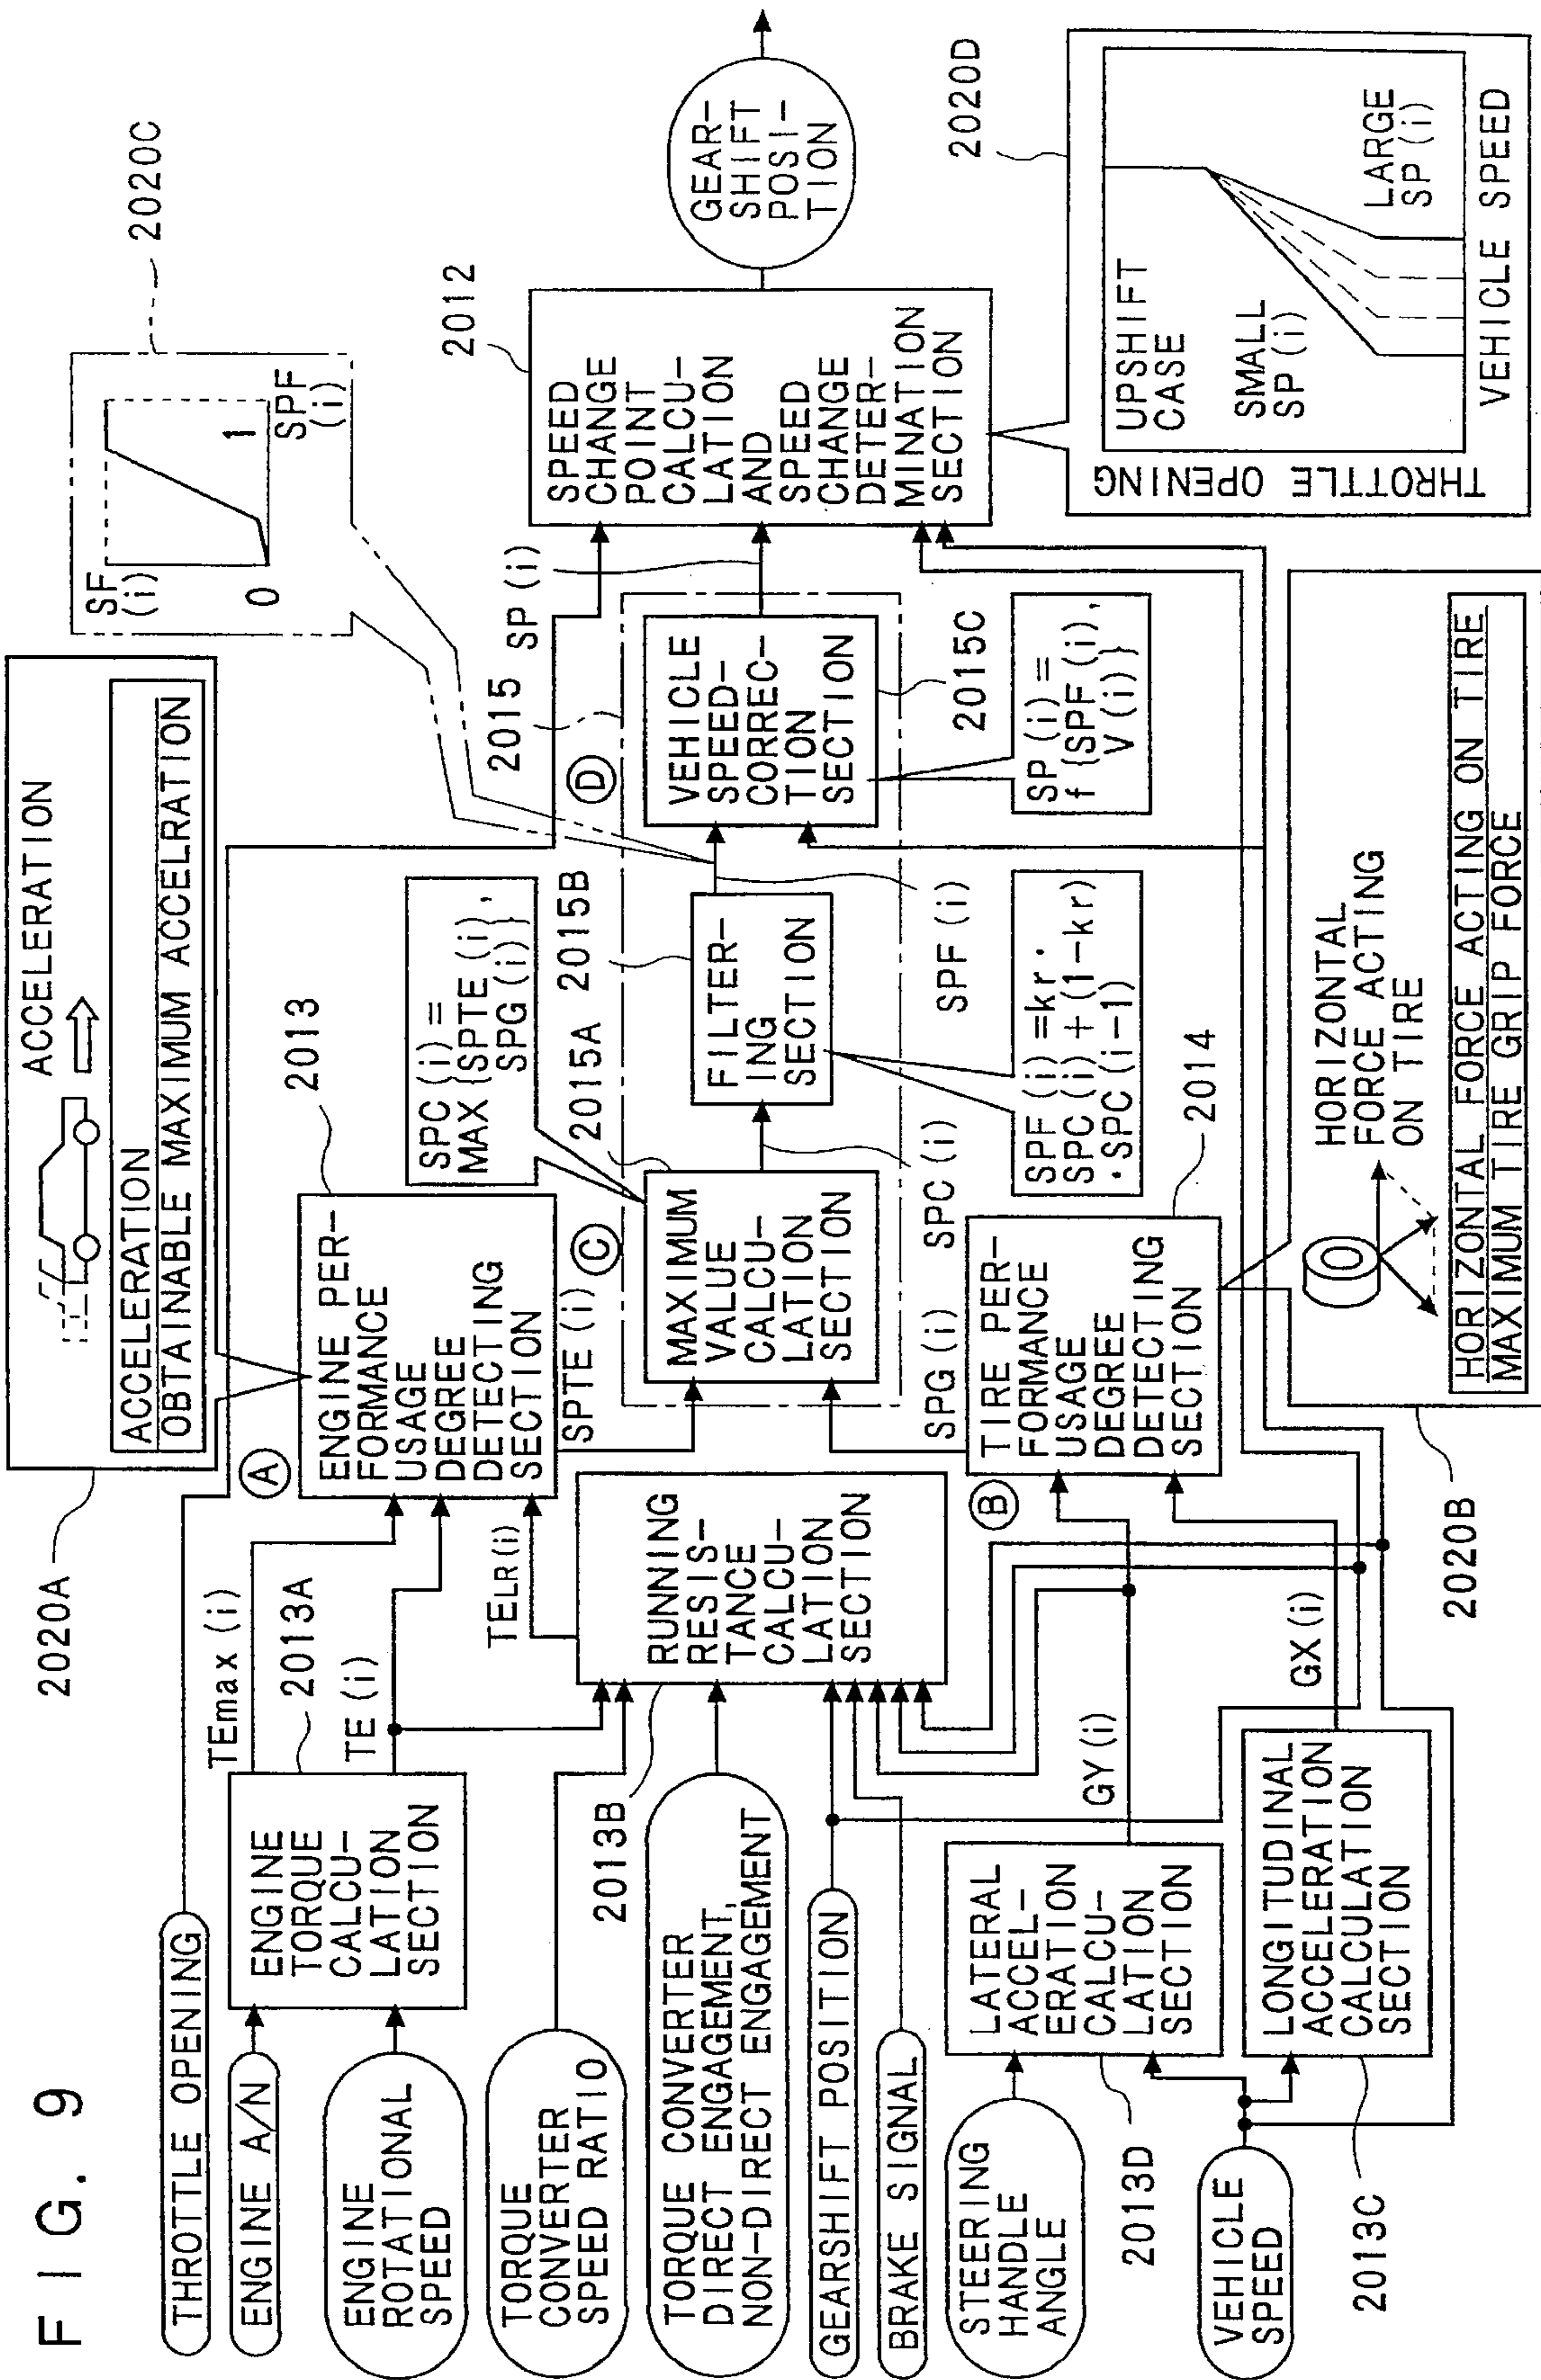 FIG. 9
THROTTLE OPENING
ENGINE A/N
ENGINE
ROTATIONAL
SPEED
TORQUE
CONVERTER
SPEED RATIO
TORQUE CONVERTER
DIRECT ENGAGEMENT,
NON-DIRECT ENGAGEMENT
GEARSHIFT POSITION
BRAKE SIGNAL
STEERING
HANDLE
ANGLE
VEHICLE
SPEED
ENGINE
TORQUE
CALCU-
LATION
SECTION
2013A
TEmax (i)
TE (i)
2013B
RUNNING
RESIS-
TANCE
CALCU-
LATION
SECTION
TELR(i)
LATERAL
ACCEL-
ERATION
CALCU-
LATION
SECTION
2013D
GY (i)
LONGITUDINAL
ACCELERATION
CALCULATION
SECTION
2013C
GX (i)
2020A
ACCELERATION
ACCELERATION
OBTAINABLE MAXIMUM ACCELRATION
A
ENGINE PER-
FORMANCE
USAGE
DEGREE
DETECTING
SECTION
2013
SPTE (i)
B
TIRE PER-
FORMANCE
USAGE
DEGREE
DETECTING
SECTION
2014
SPG (i)
C
MAXIMUM
VALUE
CALCU-
LATION
SECTION
2015A
SPC (i) =
MAX {SPTE (i),
SPG (i)}
SPC (i)
FILTER-
ING
SECTION
2015B
SPF (i) =kr·
SPC (i) + (1-kr)
·SPC (i-1)
SPF (i)
D
2015
VEHICLE
SPEED-
CORREC-
TION
SECTION
2015C
SP (i) =
f {SPF (i),
V (i)}
SP (i)
2020C
SF
(i)
0
1
SPF
(i)
SPEED
CHANGE
POINT
CALCU-
LATION
AND
SPEED
CHANGE
DETER-
MINATION
SECTION
2012
GEAR-
SHIFT
POSI-
TION
2020D
UPSHIFT
CASE
SMALL
SP (i)
LARGE
SP (i)
THROTTLE OPENING
VEHICLE SPEED
2020B
HORIZONTAL
FORCE ACTING
ON TIRE
HORIZONTAL FORCE ACTING ON TIRE
MAXIMUM TIRE GRIP FORCE